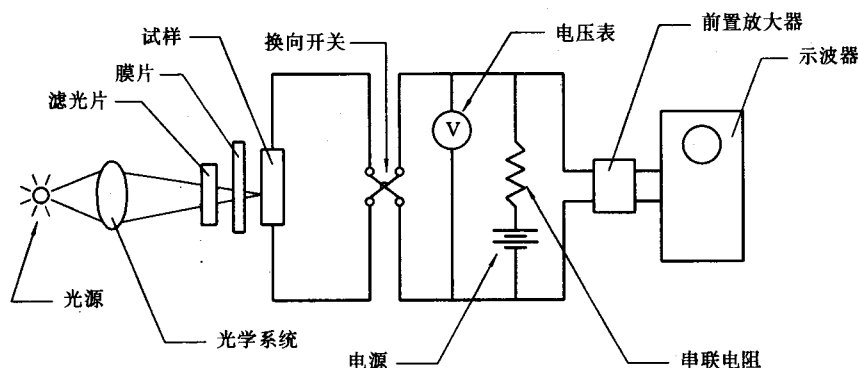 试样
换向开关
电压表
前置放大器
示波器
膜片
滤光片
V
光源
光学系统
电源
串联电阻